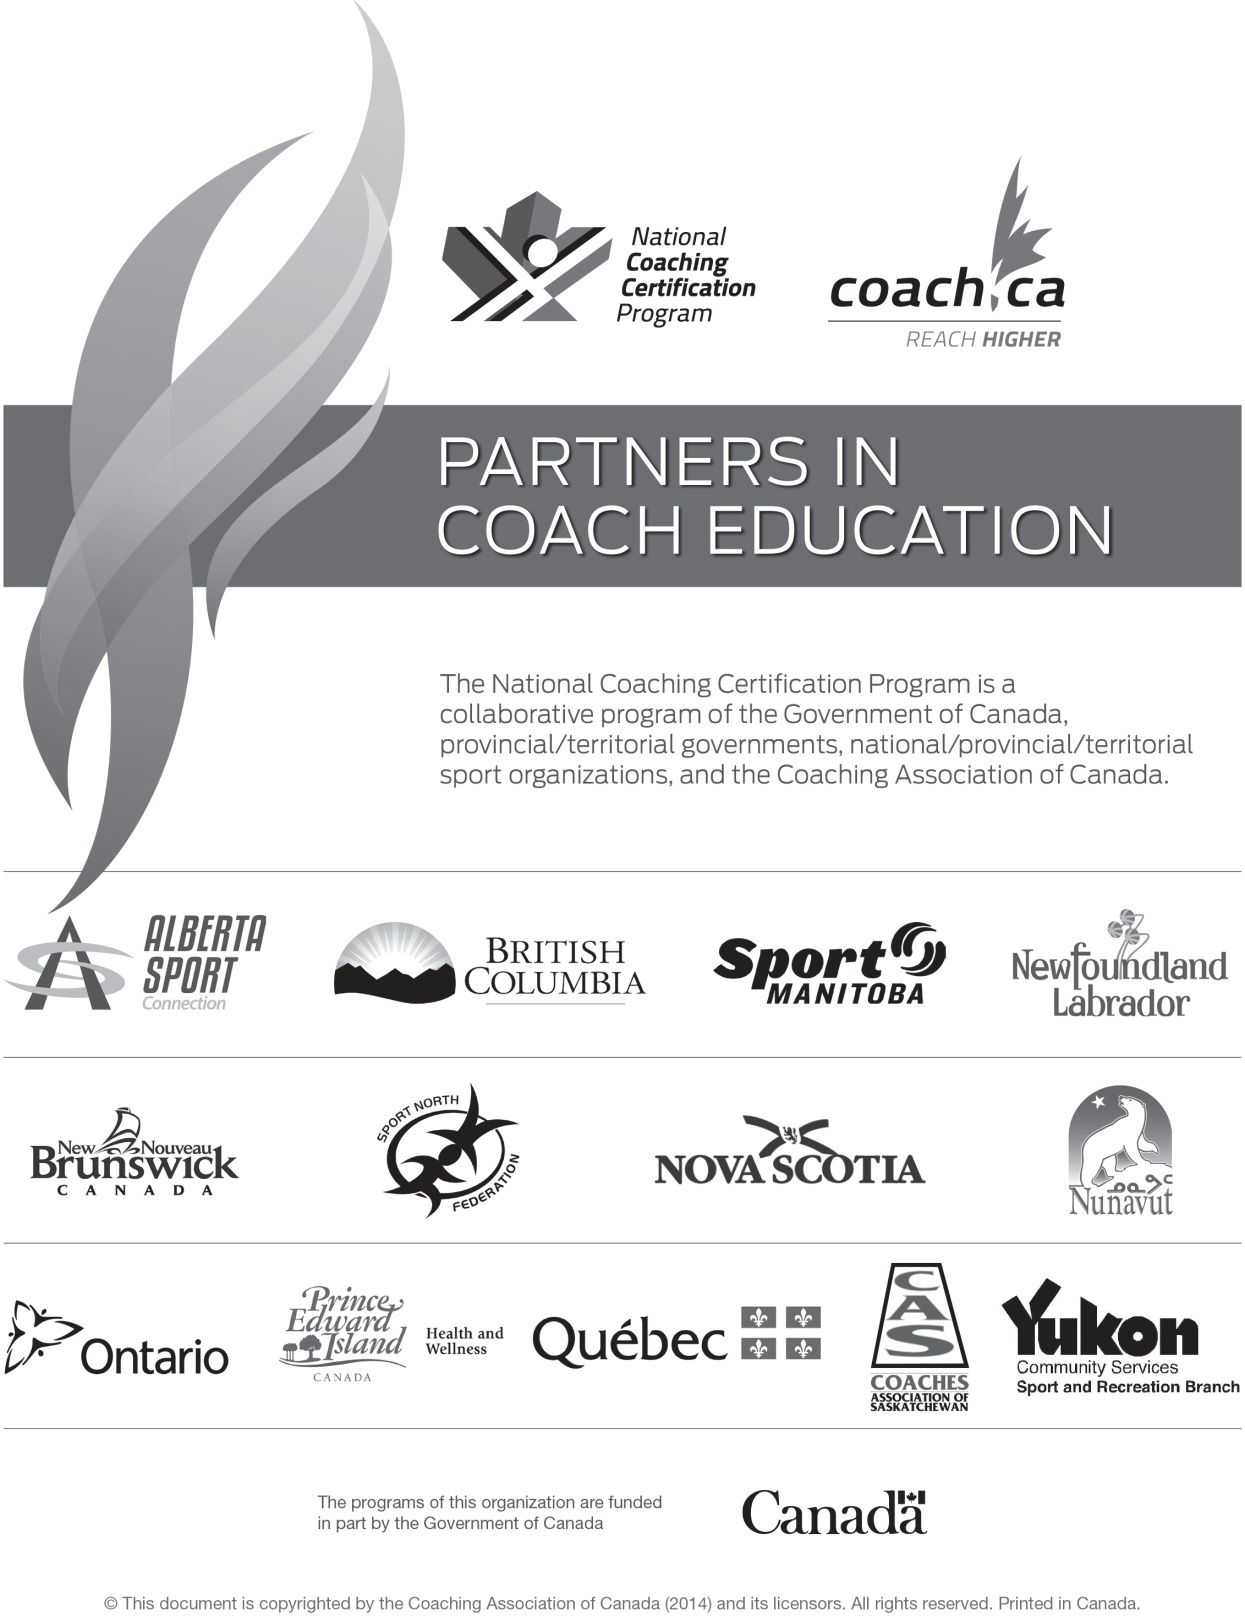 National
Coaching
Certification
Program
coach.ca
REACH HIGHER
PARTNERS IN
COACH EDUCATION
The National Coaching Certification Program is a
collaborative program of the Government of Canada,
provincial/territorial governments, national/provincial/territorial
sport organizations, and the Coaching Association of Canada.
ALBERTA
SPORT
Connection
BRITISH
COLUMBIA
Sport
MANITOBA
Newfoundland
Labrador
New Nouveau
Brunswick
CANADA
SPORT NORTH
FEDERATION
NOVA SCOTIA
ᓄᓇᕗᑦ
Nunavut
Ontario
Prince
Edward
Island
CANADA
Health and
Wellness
Québec
CAS
COACHES
ASSOCIATION OF
SASKATCHEWAN
Yukon
Community Services
Sport and Recreation Branch
The programs of this organization are funded
in part by the Government of Canada
Canada
© This document is copyrighted by the Coaching Association of Canada (2014) and its licensors. All rights reserved. Printed in Canada.